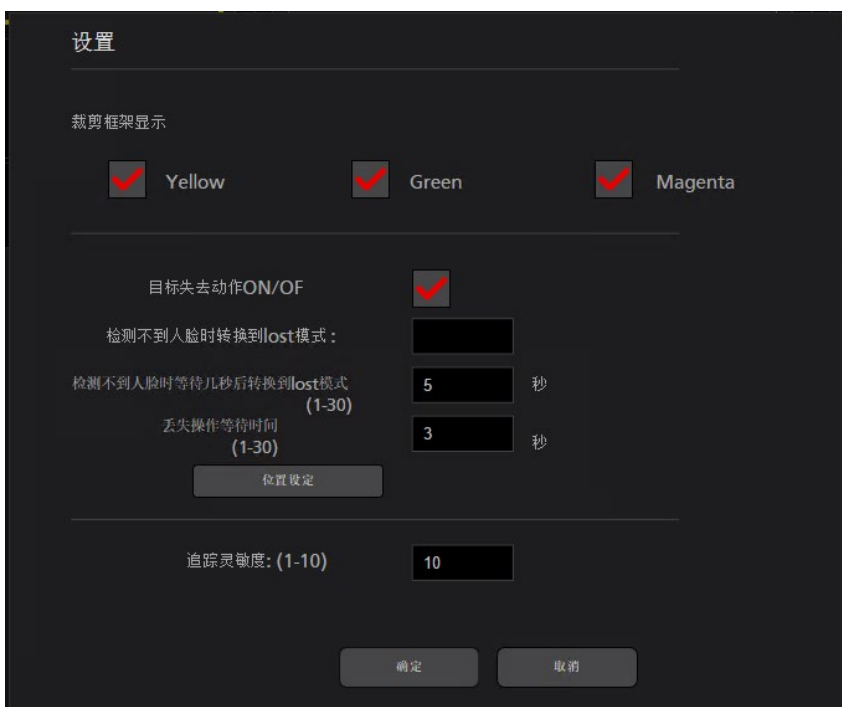 设置
裁剪框架显示
Yellow Green Magenta
目标失去动作ON/OF
检测不到人脸时转换到lost模式：
检测不到人脸时等待几秒后转换到lost模式 5 秒
(1-30)
丢失操作等待时间 3 秒
(1-30)
位置设定
追踪灵敏度: (1-10) 10
确定 取消